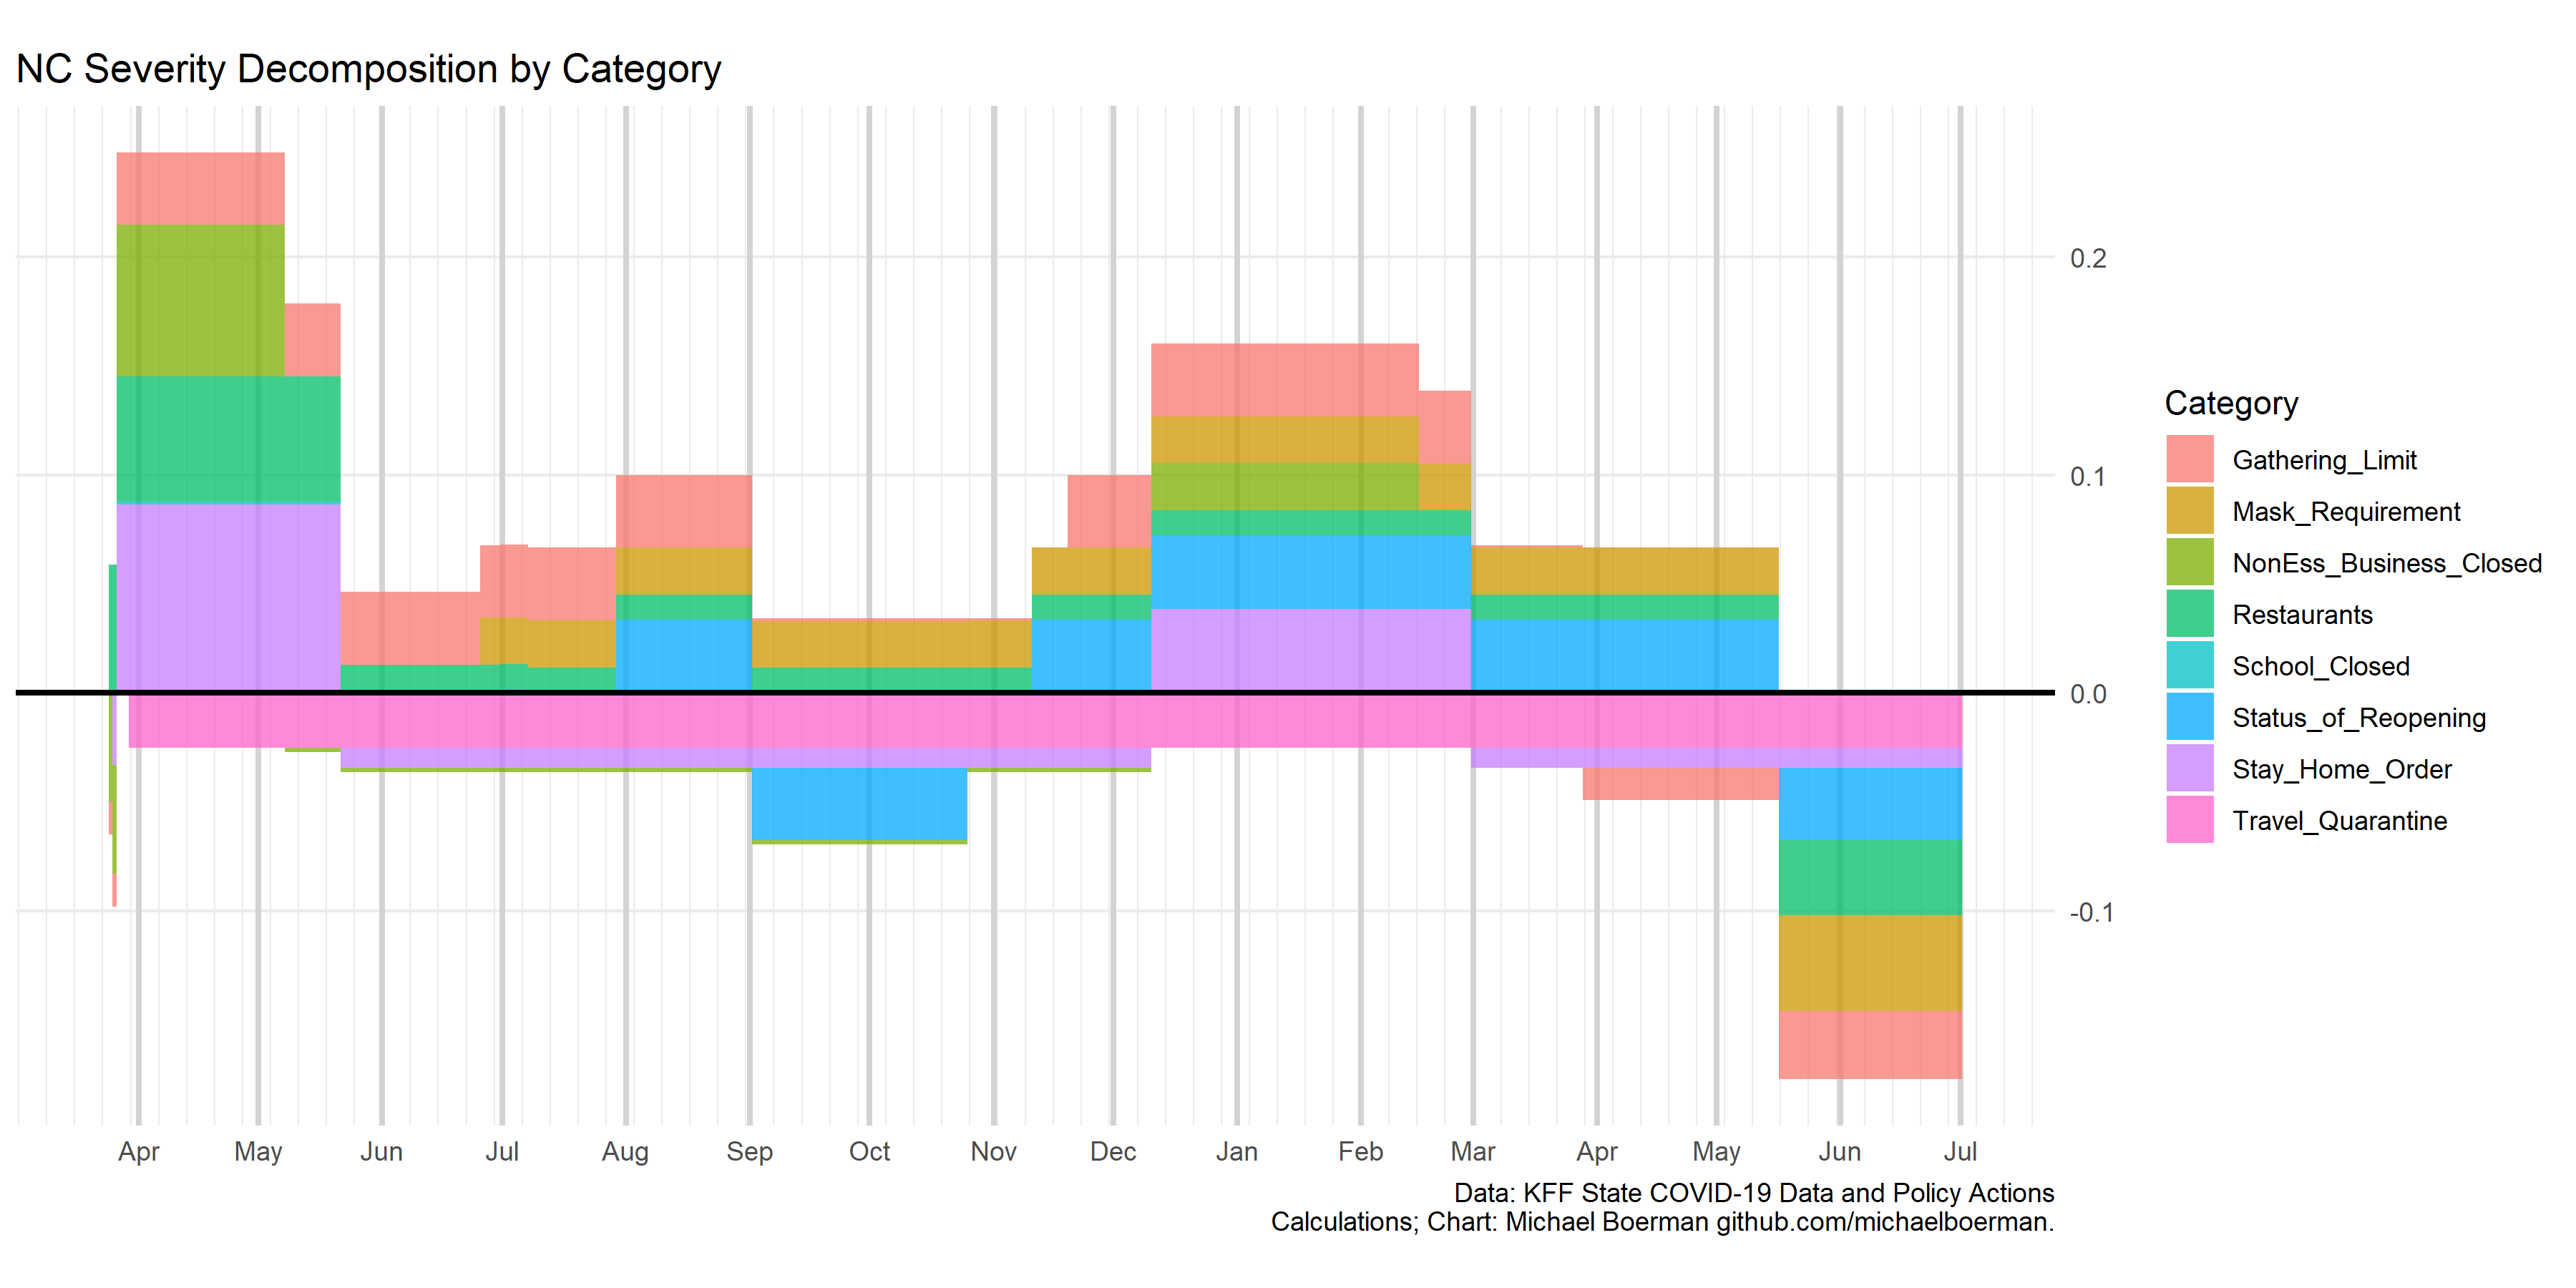 NC Severity Decomposition by Category
0.2
0.1
0.0
-0.1
Apr May Jun Jul Aug Sep Oct Nov Dec Jan Feb Mar Apr May Jun Jul
Category
Gathering_Limit
Mask_Requirement
NonEss_Business_Closed
Restaurants
School_Closed
Status_of_Reopening
Stay_Home_Order
Travel_Quarantine
Data: KFF State COVID-19 Data and Policy Actions
Calculations; Chart: Michael Boerman github.com/michaelboerman.